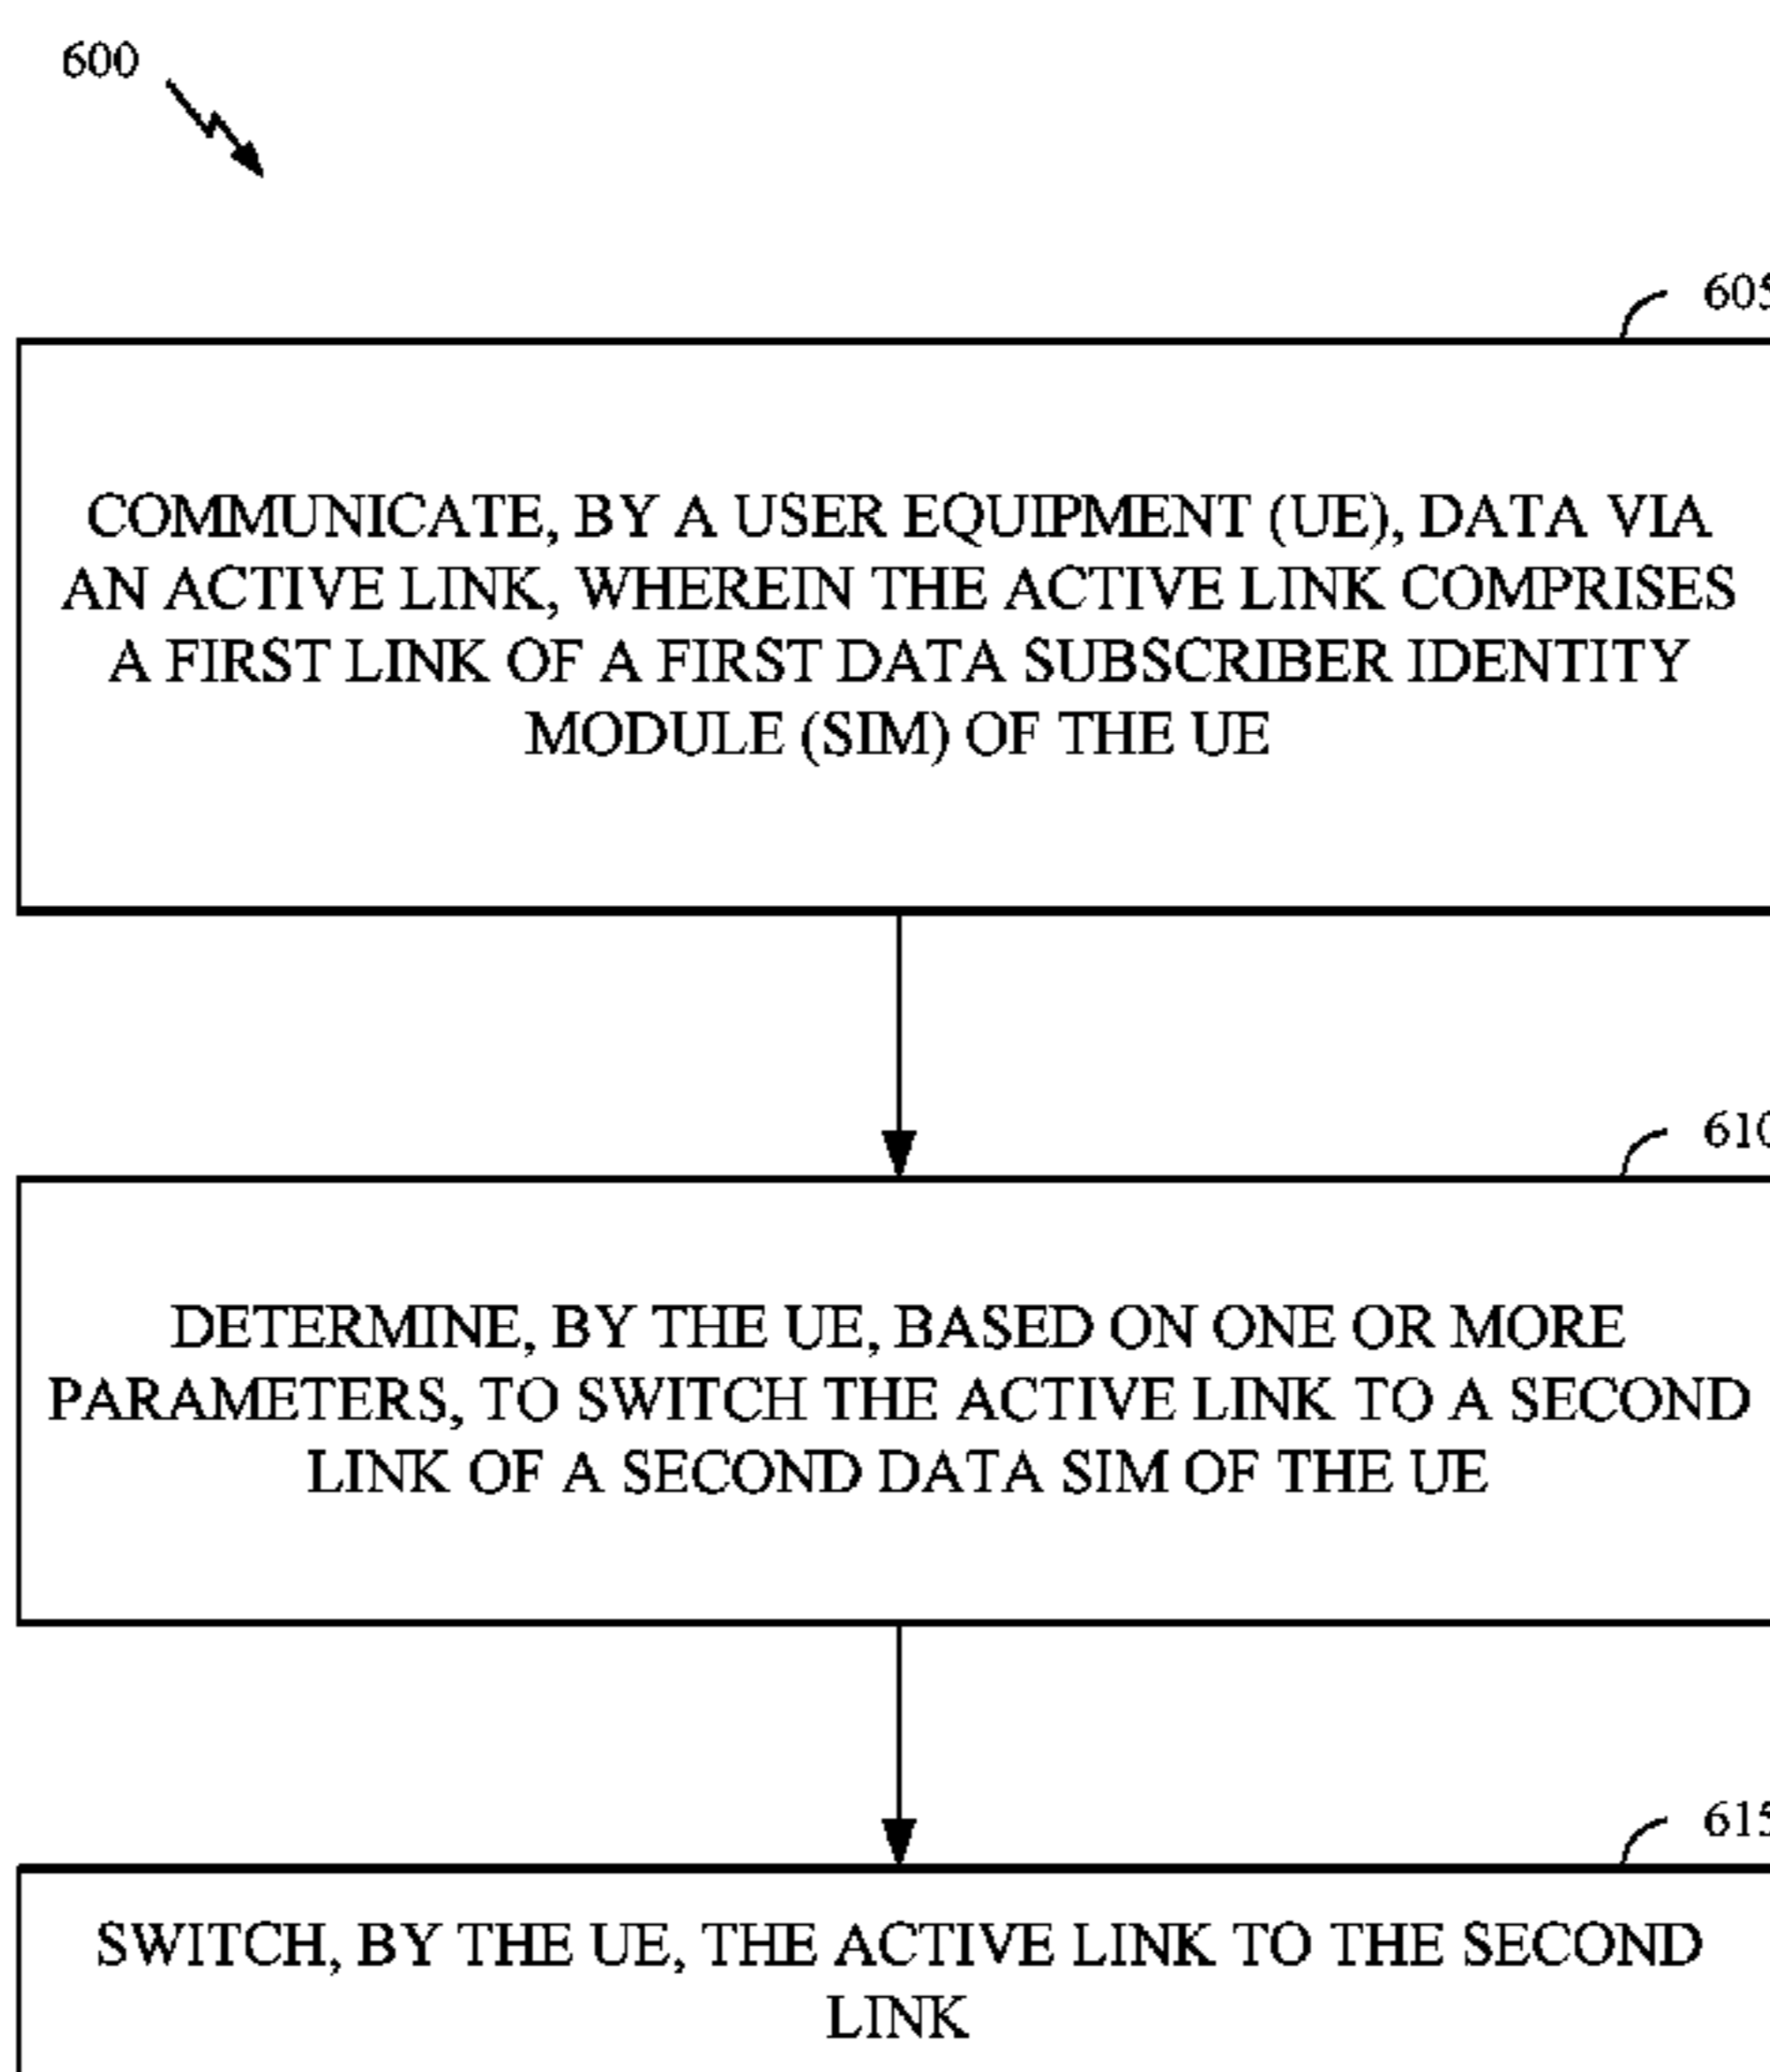 600
605
COMMUNICATE, BY A USER EQUIPMENT (UE), DATA VIA
AN ACTIVE LINK, WHEREIN THE ACTIVE LINK COMPRISES
A FIRST LINK OF A FIRST DATA SUBSCRIBER IDENTITY
MODULE (SIM) OF THE UE
610
DETERMINE, BY THE UE, BASED ON ONE OR MORE
PARAMETERS, TO SWITCH THE ACTIVE LINK TO A SECOND
LINK OF A SECOND DATA SIM OF THE UE
615
SWITCH, BY THE UE, THE ACTIVE LINK TO THE SECOND
LINK